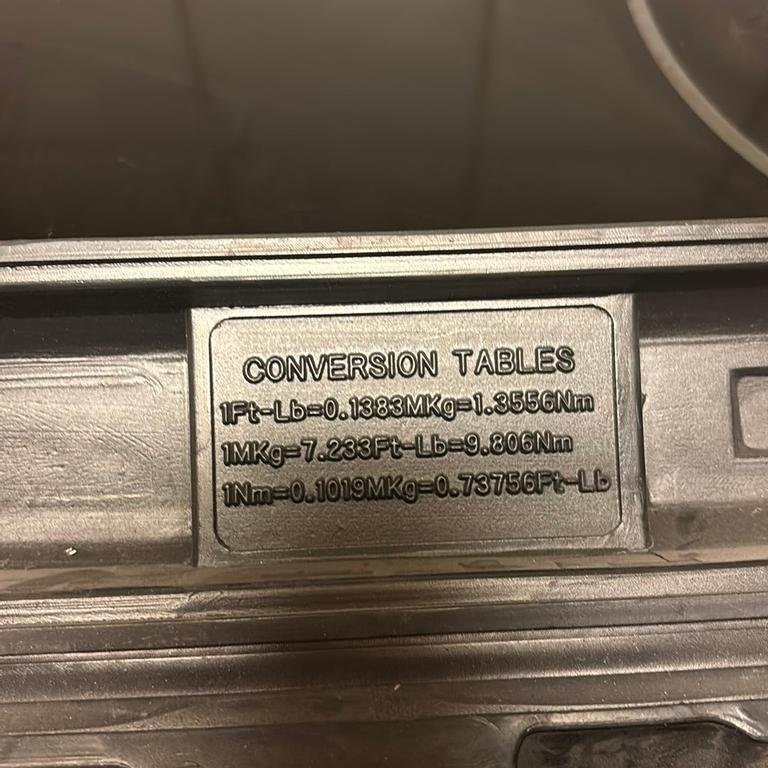 CONVERSION TABLES
1Ft-Lb=0.1383MKg=1.3556Nm
1MKg=7.233Ft-Lb=9.806Nm
1Nm=0.1019MKg=0.73756Ft-Lb